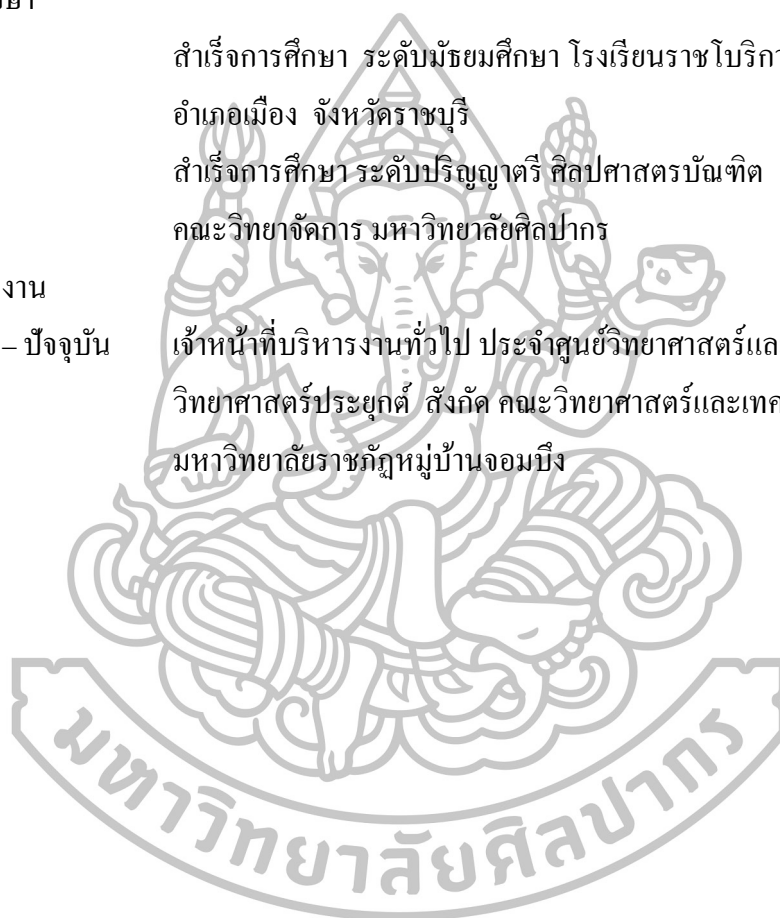 สำเร็จการศึกษา ระดับมัธยมศึกษา โรงเรียนราชโบริกา
อำเภอเมือง จังหวัดราชบุรี
สำเร็จการศึกษา ระดับปริญญาตรี ศิลปศาสตรบัณฑิต
คณะวิทยาจัดการ มหาวิทยาลัยศิลปากร
งาน
– ปัจจุบัน เจ้าหน้าที่บริหารงานทั่วไป ประจำศูนย์วิทยาศาสตร์แล
วิทยาศาสตร์ประยุกต์ สังกัด คณะวิทยาศาสตร์และเทค
มหาวิทยาลัยราชภัฏหมู่บ้านจอมบึง
มหาวิทยาลัยศิลปากร